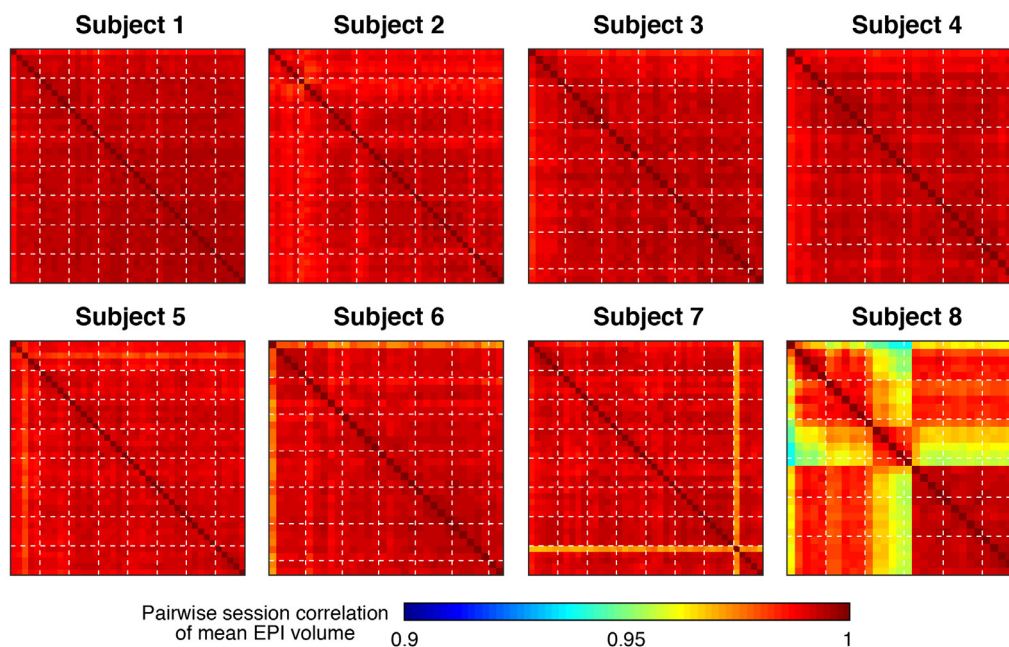 Subject 1
Subject 2
Subject 3
Subject 4
Subject 5
Subject 6
Subject 7
Subject 8
Pairwise session correlation
of mean EPI volume
0.9
0.95
1